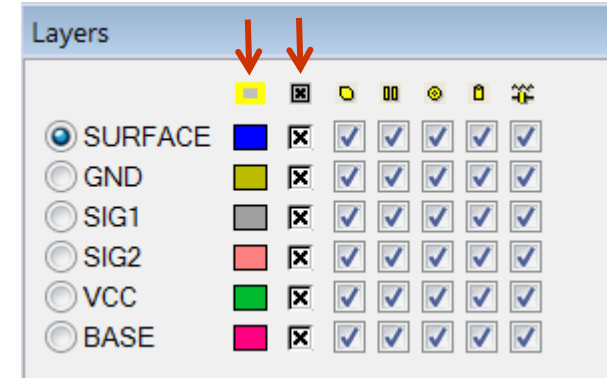 Layers
SURFACE
GND
SIG1
SIG2
VCC
BASE